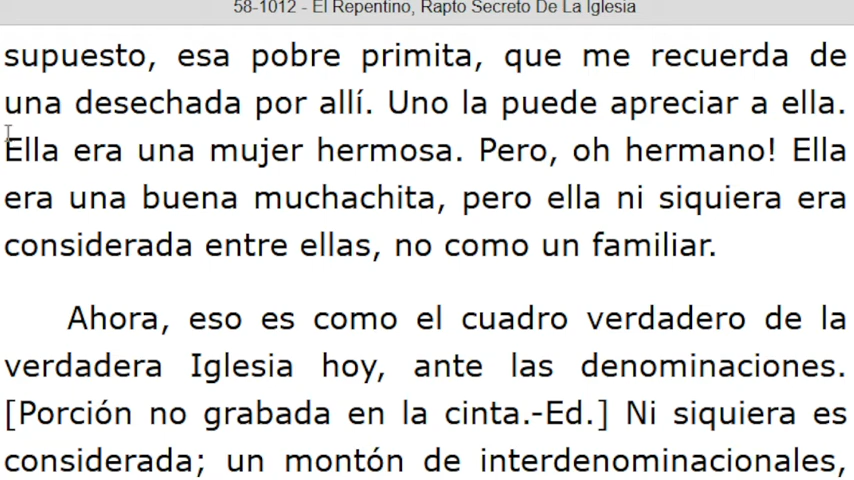 58-1012 - El Repentino, Rapto Secreto De La Iglesia
supuesto, esa pobre primita, que me recuerda de
una desechada por allí. Uno la puede apreciar a ella.
Ella era una mujer hermosa. Pero, oh hermano! Ella
era una buena muchachita, pero ella ni siquiera era
considerada entre ellas, no como un familiar.
Ahora, eso es como el cuadro verdadero de la
verdadera Iglesia hoy, ante las denominaciones.
[Porción no grabada en la cinta.-Ed.] Ni siquiera es
considerada; un montón de interdenominacionales,